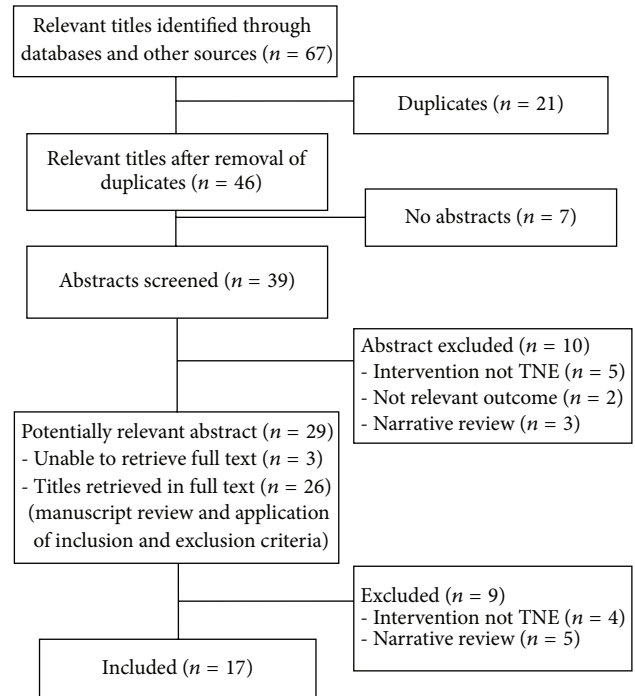 Relevant titles identified through
databases and other sources (n = 67)
Duplicates (n = 21)
Relevant titles after removal of
duplicates (n = 46)
No abstracts (n = 7)
Abstracts screened (n = 39)
Abstract excluded (n = 10)
- Intervention not TNE (n = 5)
- Not relevant outcome (n = 2)
- Narrative review (n = 3)
Potentially relevant abstract (n = 29)
- Unable to retrieve full text (n = 3)
- Titles retrieved in full text (n = 26)
(manuscript review and application
of inclusion and exclusion criteria)
Excluded (n = 9)
- Intervention not TNE (n = 4)
- Narrative review (n = 5)
Included (n = 17)